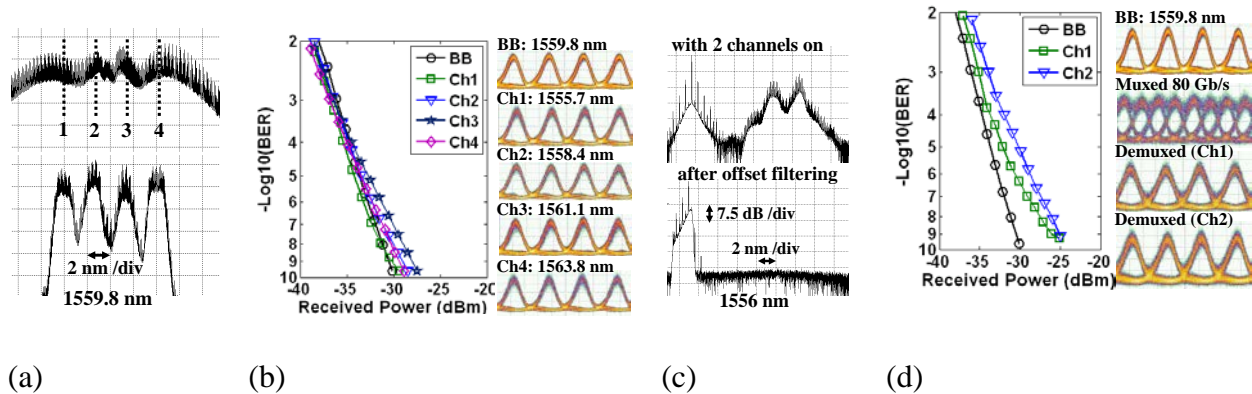 1 2 3 4
2 nm /div
1559.8 nm
(a)
2
3
4
5
6
7
8
9
10
-Log10(BER)
-40 -35 -30 -25 -20
Received Power (dBm)
BB
Ch1
Ch2
Ch3
Ch4
BB: 1559.8 nm
Ch1: 1555.7 nm
Ch2: 1558.4 nm
Ch3: 1561.1 nm
Ch4: 1563.8 nm
(b)
with 2 channels on
after offset filtering
7.5 dB /div
2 nm /div
1556 nm
(c)
2
3
4
5
6
7
8
9
10
-Log10(BER)
-40 -35 -30 -25 -20
Received Power (dBm)
BB
Ch1
Ch2
BB: 1559.8 nm
Muxed 80 Gb/s
Demuxed (Ch1)
Demuxed (Ch2)
(d)